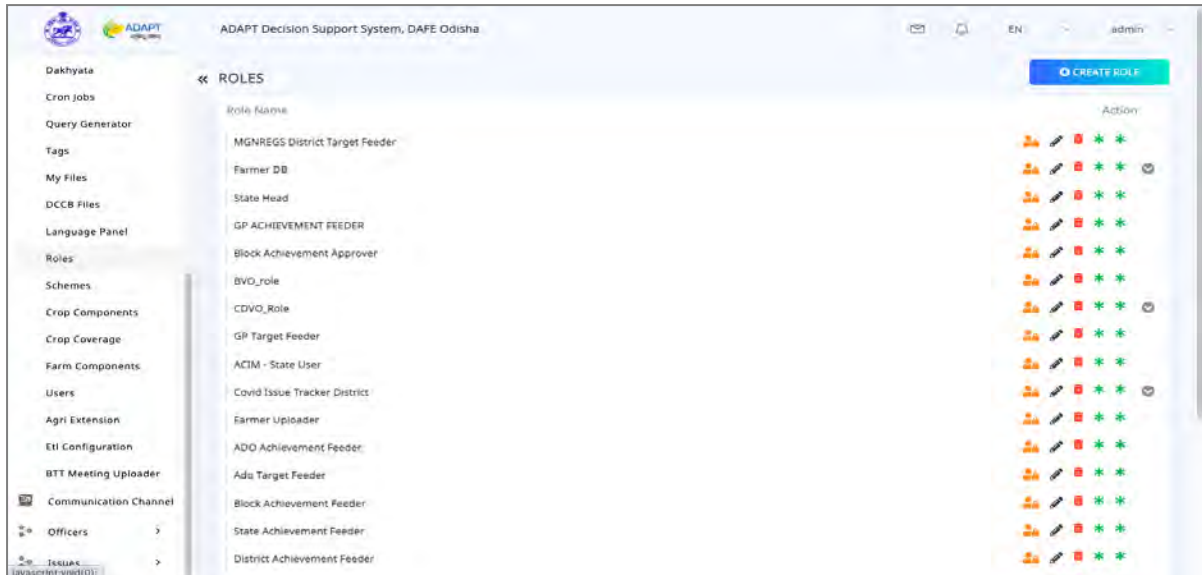 ADAPT
ADAPT Decision Support System, DAFE Odisha
EN
admin
Dakhyata
Cron Jobs
Query Generator
Tags
My Files
DCCB Files
Language Panel
Roles
Schemes
Crop Components
Crop Coverage
Farm Components
Users
Agri Extension
Etl Configuration
BTT Meeting Uploader
Communication Channel
Officers
Issues
javascript:void(0);
« ROLES
CREATE ROLE
Role Name
Action
MGNREGS District Target Feeder
Farmer DB
State Head
GP ACHIEVEMENT FEEDER
Block Achievement Approver
BVO_role
CDVO_Role
GP Target Feeder
ACIM - State User
Covid Issue Tracker District
Farmer Uploader
ADO Achievement Feeder
Ado Target Feeder
Block Achievement Feeder
State Achievement Feeder
District Achievement Feeder